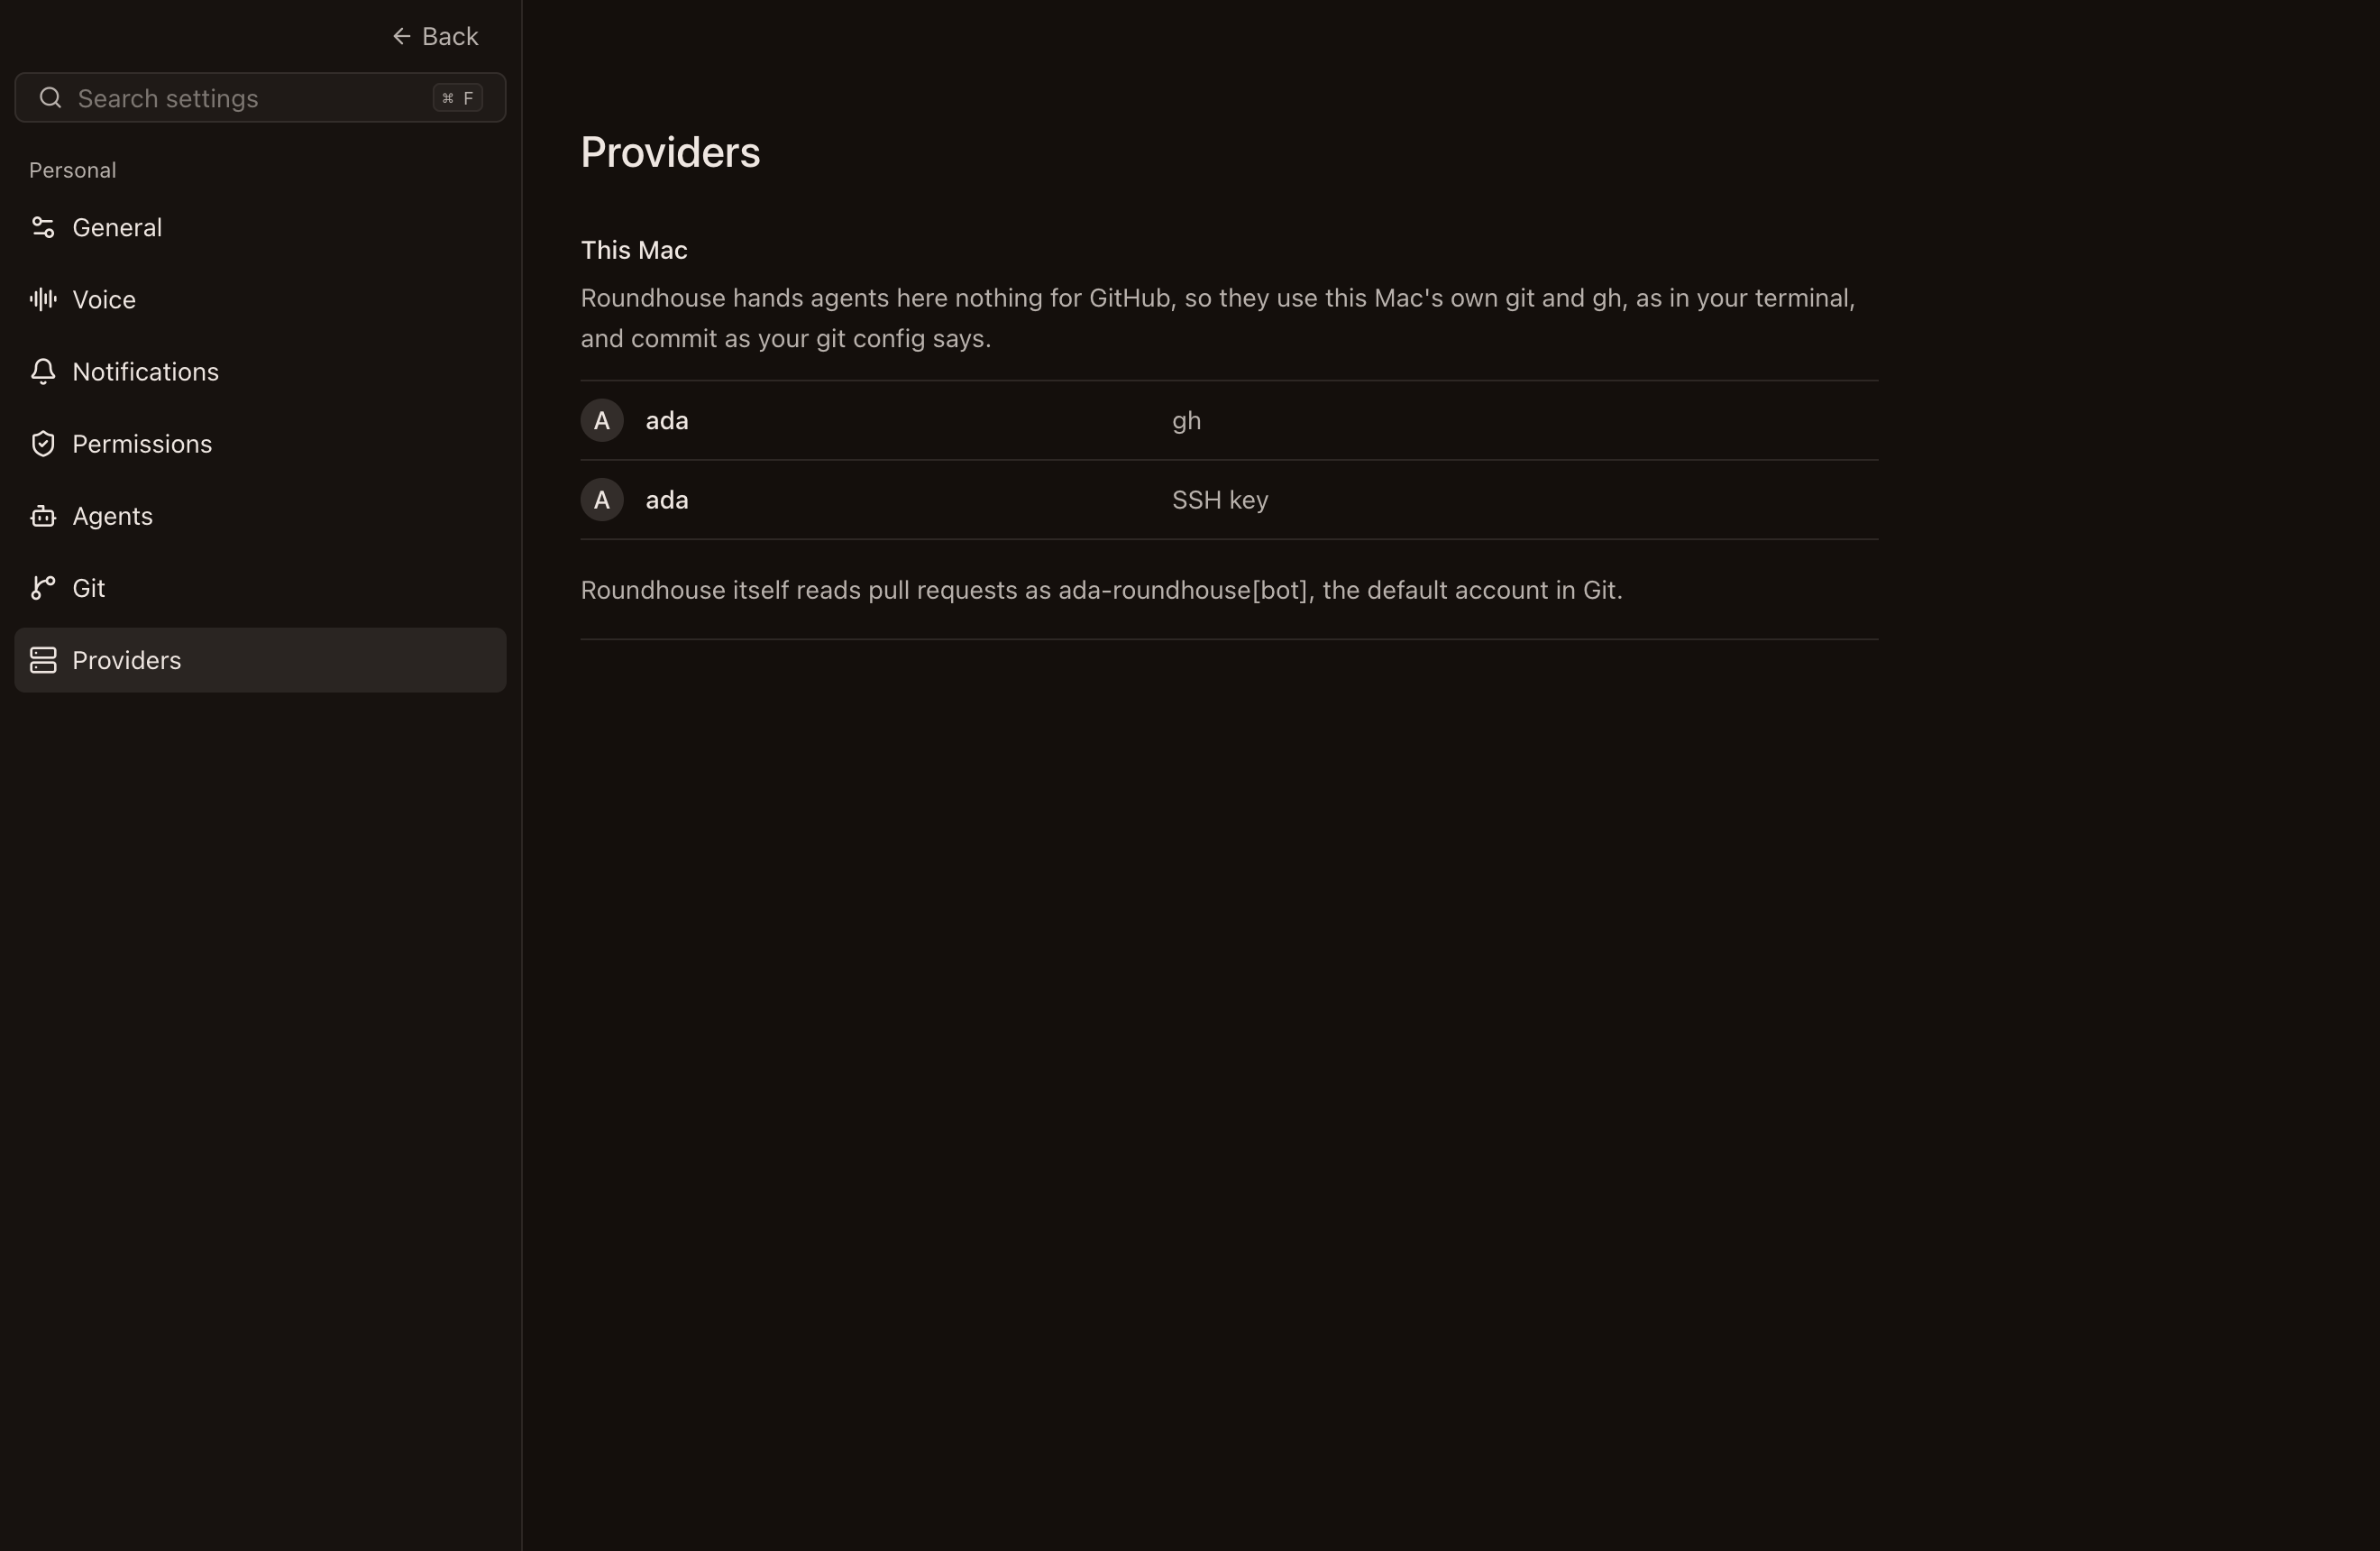 Back
Search settings
⌘ F
Personal
General
Voice
Notifications
Permissions
Agents
Git
Providers
Providers
This Mac
Roundhouse hands agents here nothing for GitHub, so they use this Mac's own git and gh, as in your terminal,
and commit as your git config says.
A ada gh
A ada SSH key
Roundhouse itself reads pull requests as ada-roundhouse[bot], the default account in Git.